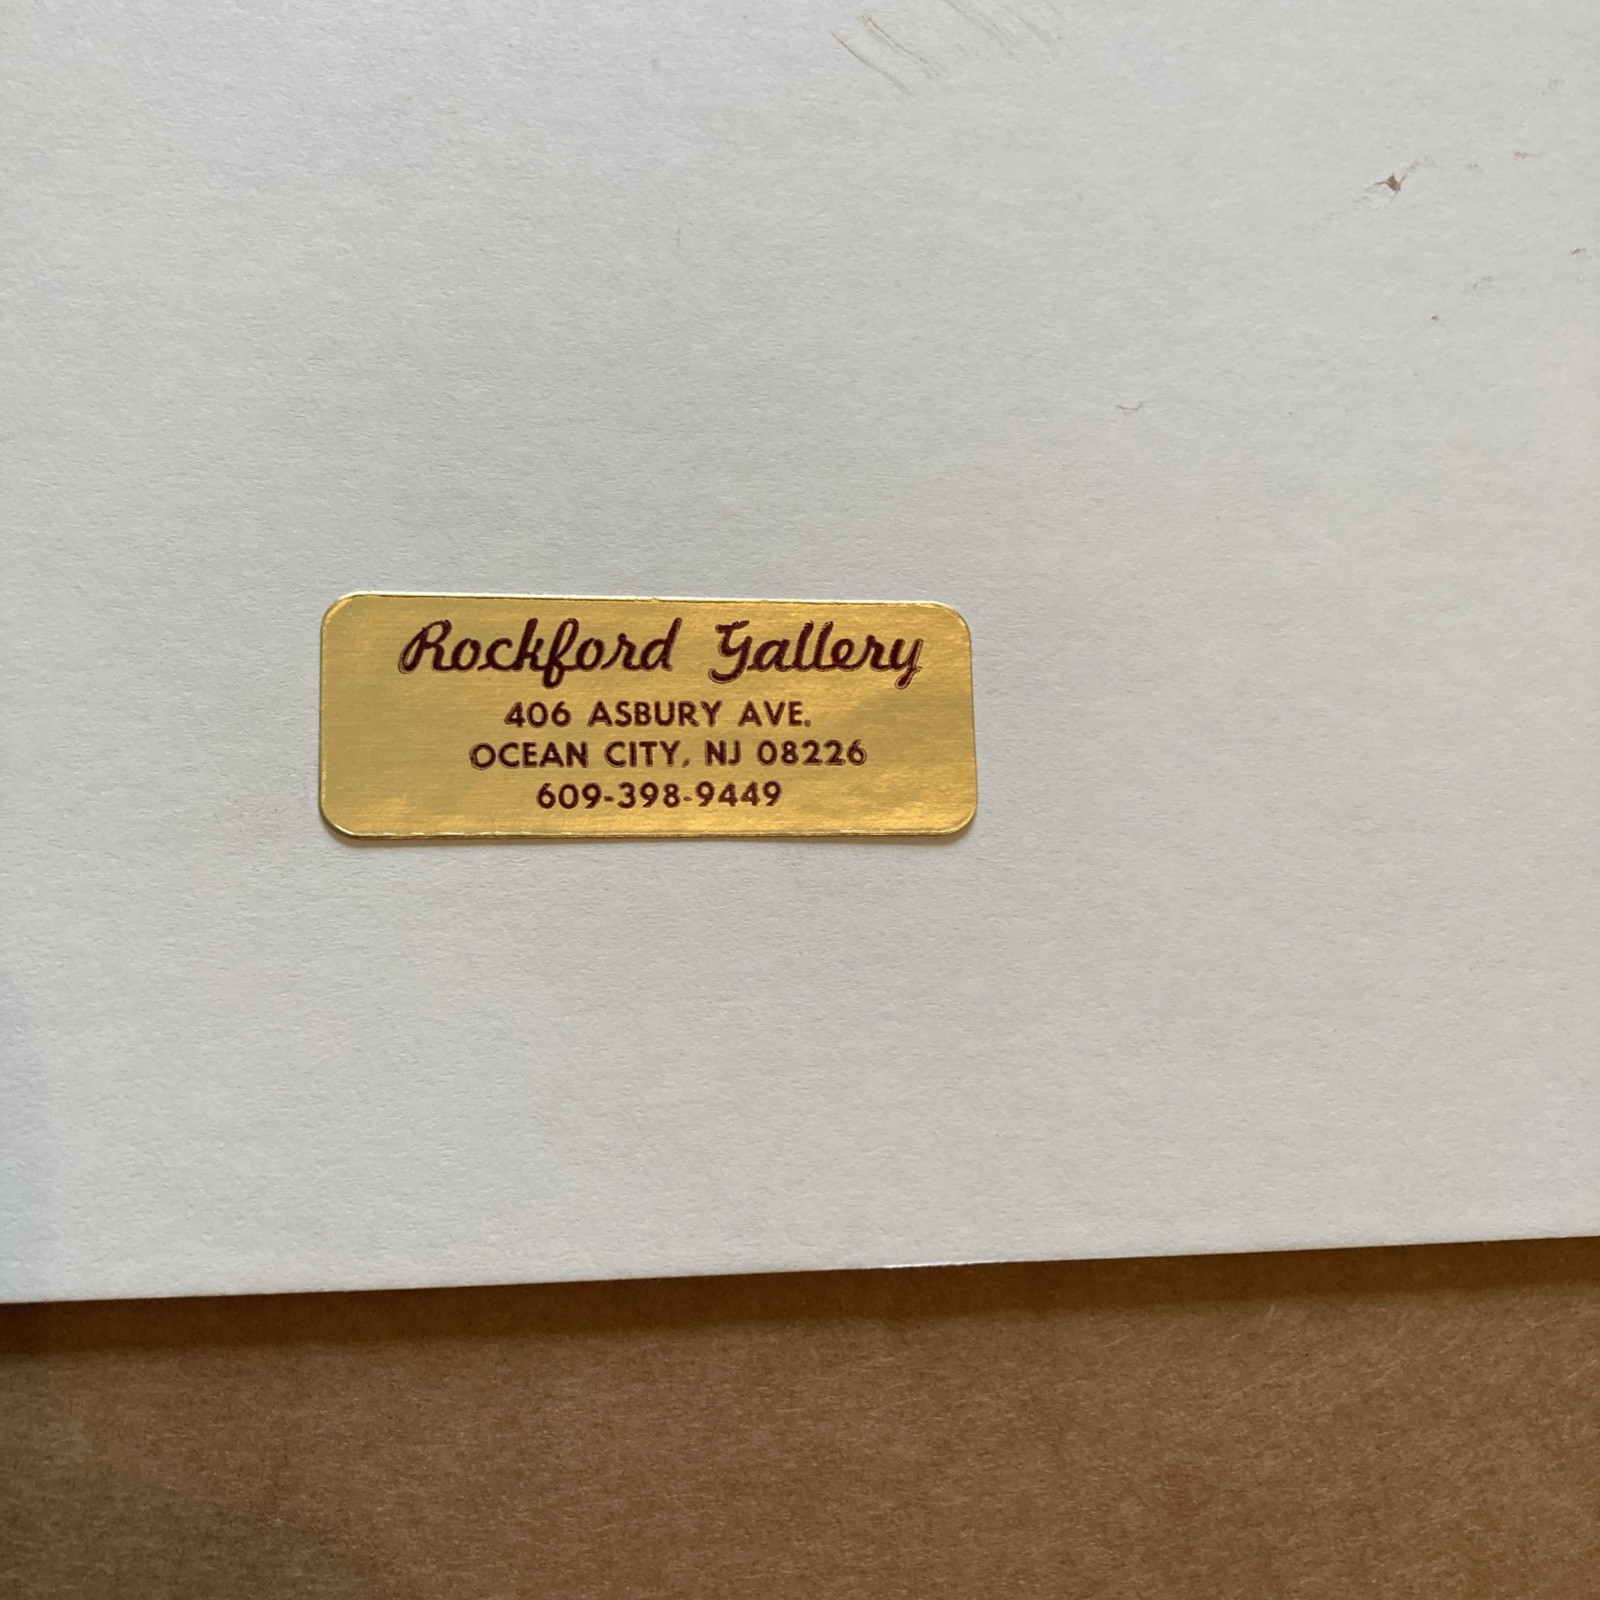 Rockford Gallery
406 ASBURY AVE.
OCEAN CITY, NJ 08226
609-398-9449